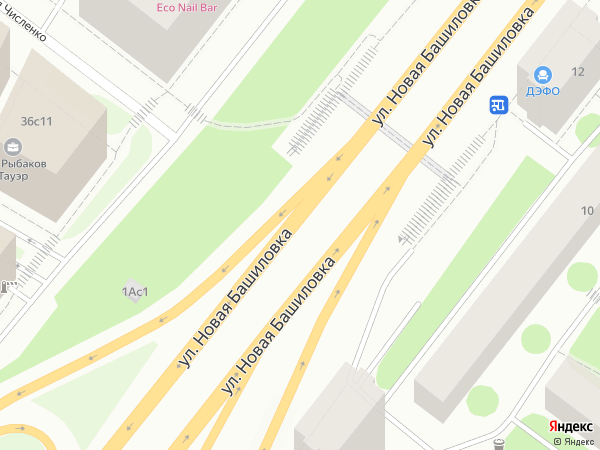 Eco Nail Bar
Численко
ул. Новая Башиловка
ул. Новая Башиловка
12
ДЭФО
36с11
Рыбаков
Тауэр
10
ул. Новая Башиловка
ул. Новая Башиловка
1Ас1
Яндекс
© Яндекс